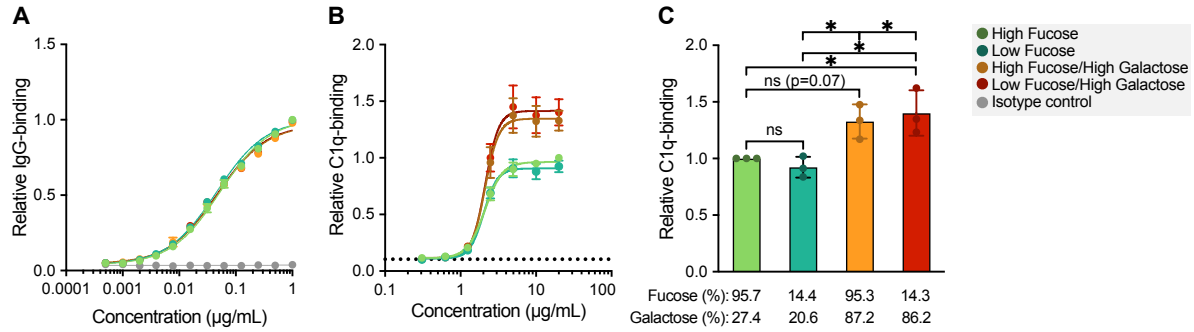 A
Relative IgG-binding
1.5
1.0
0.5
0.0
0.0001 0.001 0.01 0.1 1
Concentration (µg/mL)
B
Relative C1q-binding
2.0
1.5
1.0
0.5
0.0
0.1 1 10 100
Concentration (µg/mL)
C
Relative C1q-binding
2.0
1.5
1.0
0.5
0.0
* *
*
*
ns (p=0.07)
ns
Fucose (%): 95.7 14.4 95.3 14.3
Galactose (%): 27.4 20.6 87.2 86.2
High Fucose
Low Fucose
High Fucose/High Galactose
Low Fucose/High Galactose
Isotype control